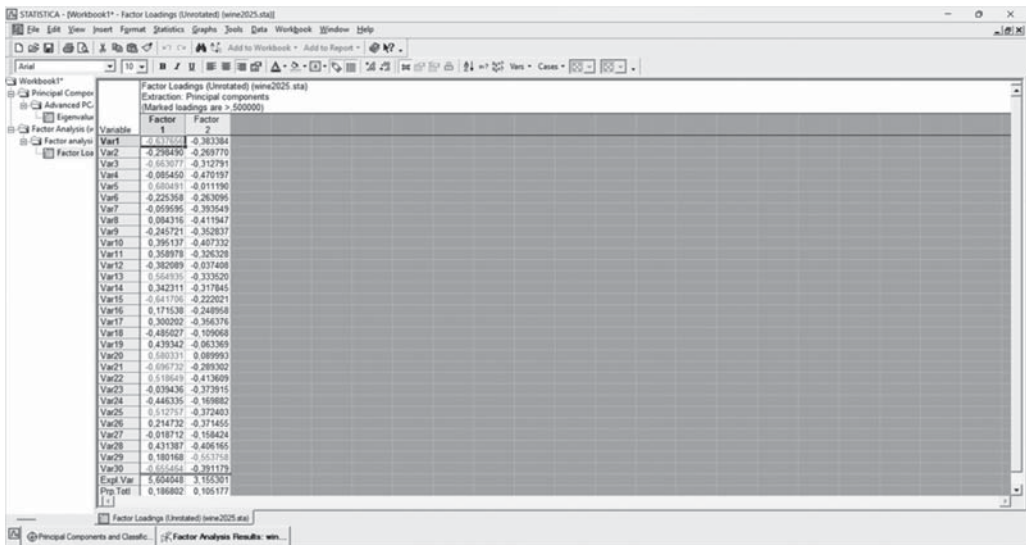 STATISTICA - [Workbook1* - Factor Loadings (Unrotated) (wine2025.sta)]
File Edit View Insert Format Statistics Graphs Tools Data Workbook Window Help
Add to Workbook Add to Report
Arial 10 B I U Vars Cases
Workbook1*
Principal Compor
Advanced PC.
Eigenvalue
Factor Analysis (w
Factor analysi
Factor Loa
Factor Loadings (Unrotated) (wine2025.sta)
Extraction: Principal components
(Marked loadings are >,500000)
Factor Factor
Variable 1 2
Var1 -0,637656 -0,383384
Var2 -0,298490 -0,269770
Var3 -0,663077 -0,312791
Var4 -0,085450 -0,470197
Var5 0,680491 -0,011190
Var6 -0,225358 -0,263095
Var7 -0,059595 -0,393549
Var8 0,084316 -0,411947
Var9 -0,245721 -0,352837
Var10 0,395137 -0,407332
Var11 0,358978 -0,326328
Var12 -0,382089 -0,037408
Var13 0,564935 -0,333520
Var14 0,342311 -0,317845
Var15 -0,641706 -0,222021
Var16 0,171538 -0,248958
Var17 0,300202 -0,356376
Var18 -0,485027 -0,109068
Var19 0,439342 -0,063369
Var20 0,580331 0,089993
Var21 -0,696732 -0,289302
Var22 0,518649 -0,413609
Var23 -0,039436 -0,373915
Var24 -0,446335 -0,169882
Var25 0,512757 -0,372403
Var26 0,214732 -0,371455
Var27 -0,018712 -0,158424
Var28 0,431387 -0,406165
Var29 0,180168 -0,553758
Var30 -0,655464 -0,391179
Expl.Var 5,604048 3,155301
Prp.Totl 0,186802 0,105177
Factor Loadings (Unrotated) (wine2025.sta)
Principal Components and Classific... Factor Analysis Results: win...